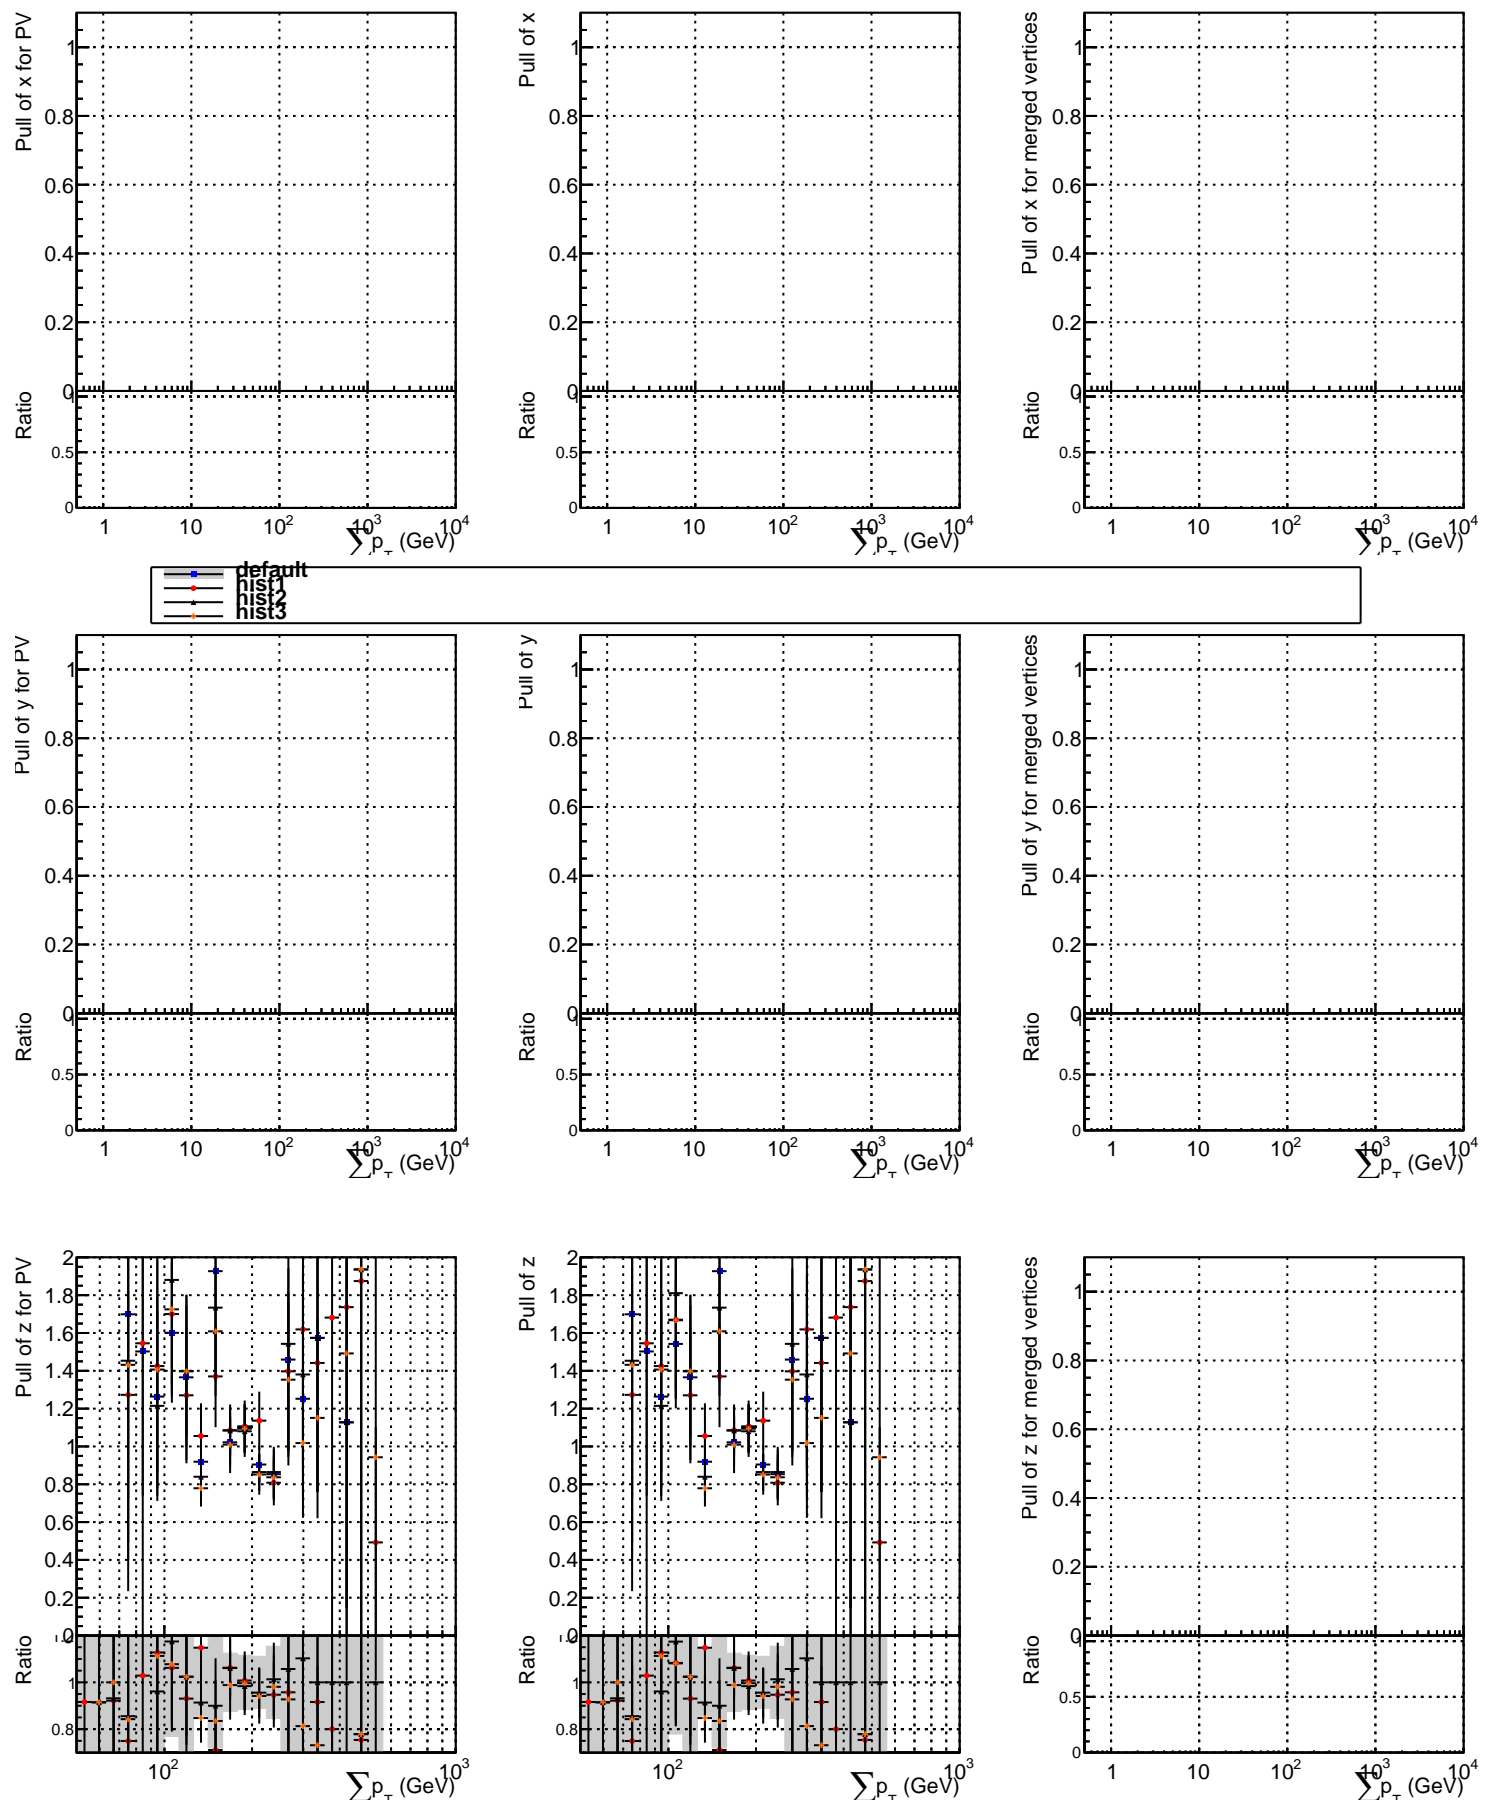 Pull of x for PV
1
0.8
0.6
0.4
0.2
0
Ratio
1
0.5
0
1 10 10² 10³ 10⁴
∑p_T (GeV)
Pull of x
1
0.8
0.6
0.4
0.2
0
Ratio
1
0.5
0
1 10 10² 10³ 10⁴
∑p_T (GeV)
Pull of x for merged vertices
1
0.8
0.6
0.4
0.2
0
Ratio
1
0.5
0
1 10 10² 10³ 10⁴
∑p_T (GeV)
default
hist1
hist2
hist3
Pull of y for PV
1
0.8
0.6
0.4
0.2
0
Ratio
1
0.5
0
1 10 10² 10³ 10⁴
∑p_T (GeV)
Pull of y
1
0.8
0.6
0.4
0.2
0
Ratio
1
0.5
0
1 10 10² 10³ 10⁴
∑p_T (GeV)
Pull of y for merged vertices
1
0.8
0.6
0.4
0.2
0
Ratio
1
0.5
0
1 10 10² 10³ 10⁴
∑p_T (GeV)
Pull of z for PV
2
1.8
1.6
1.4
1.2
1
0.8
0.6
0.4
0.2
0
Ratio
1
0.8
10² 10³
∑p_T (GeV)
Pull of z
2
1.8
1.6
1.4
1.2
1
0.8
0.6
0.4
0.2
0
Ratio
1
0.8
10² 10³
∑p_T (GeV)
Pull of z for merged vertices
1
0.8
0.6
0.4
0.2
0
Ratio
1
0.5
0
1 10 10² 10³ 10⁴
∑p_T (GeV)